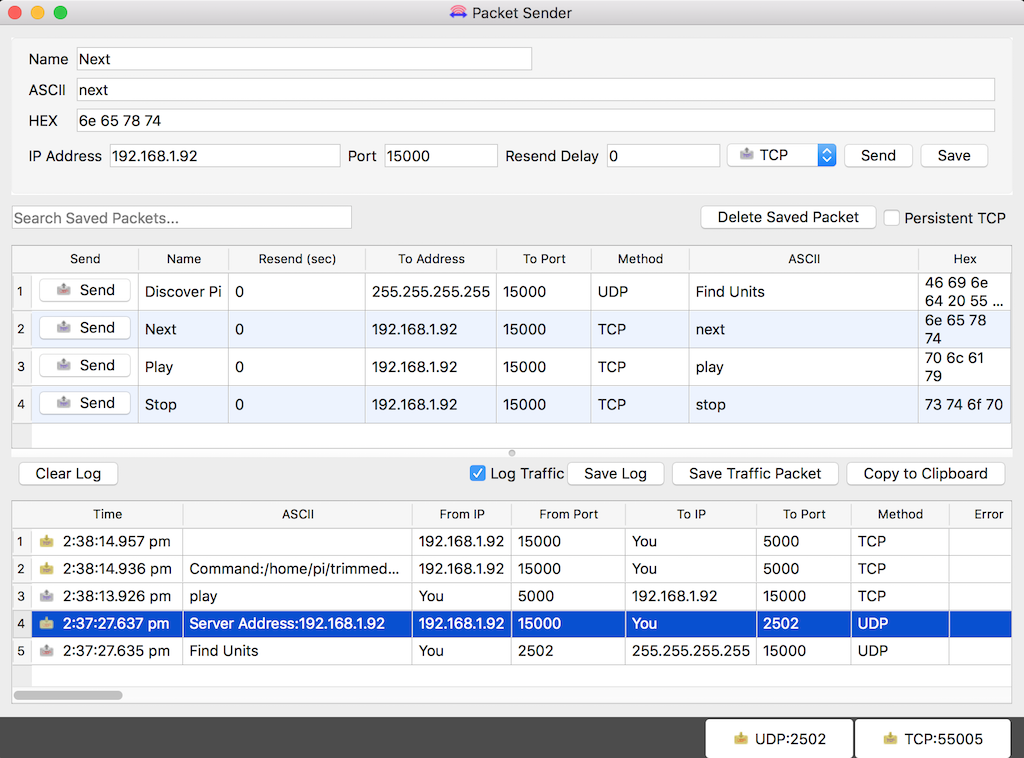 Packet Sender
Name Next
ASCII next
HEX 6e 65 78 74
IP Address 192.168.1.92 Port 15000 Resend Delay 0 TCP Send Save
Search Saved Packets... Delete Saved Packet Persistent TCP
Send Name Resend (sec) To Address To Port Method ASCII Hex
1 Send Discover Pi 0 255.255.255.255 15000 UDP Find Units 46 69 6e
64 20 55 ...
2 Send Next 0 192.168.1.92 15000 TCP next 6e 65 78
74
3 Send Play 0 192.168.1.92 15000 TCP play 70 6c 61
79
4 Send Stop 0 192.168.1.92 15000 TCP stop 73 74 6f 70
Clear Log Log Traffic Save Log Save Traffic Packet Copy to Clipboard
Time ASCII From IP From Port To IP To Port Method Error
1 2:38:14.957 pm 192.168.1.92 15000 You 5000 TCP
2 2:38:14.936 pm Command:/home/pi/trimmed... 192.168.1.92 15000 You 5000 TCP
3 2:38:13.926 pm play You 5000 192.168.1.92 15000 TCP
4 2:37:27.637 pm Server Address:192.168.1.92 192.168.1.92 15000 You 2502 UDP
5 2:37:27.635 pm Find Units You 2502 255.255.255.255 15000 UDP
UDP:2502 TCP:55005